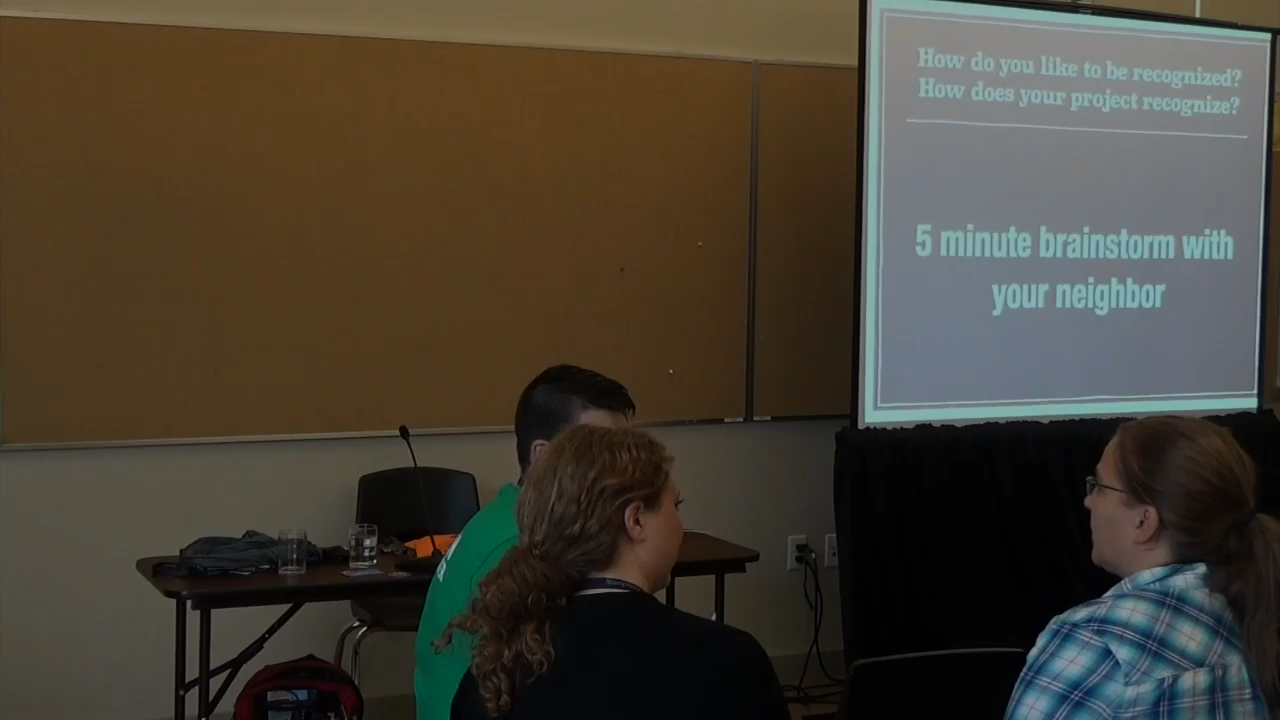 How do you like to be recognized?
How does your project recognize?
5 minute brainstorm with
your neighbor